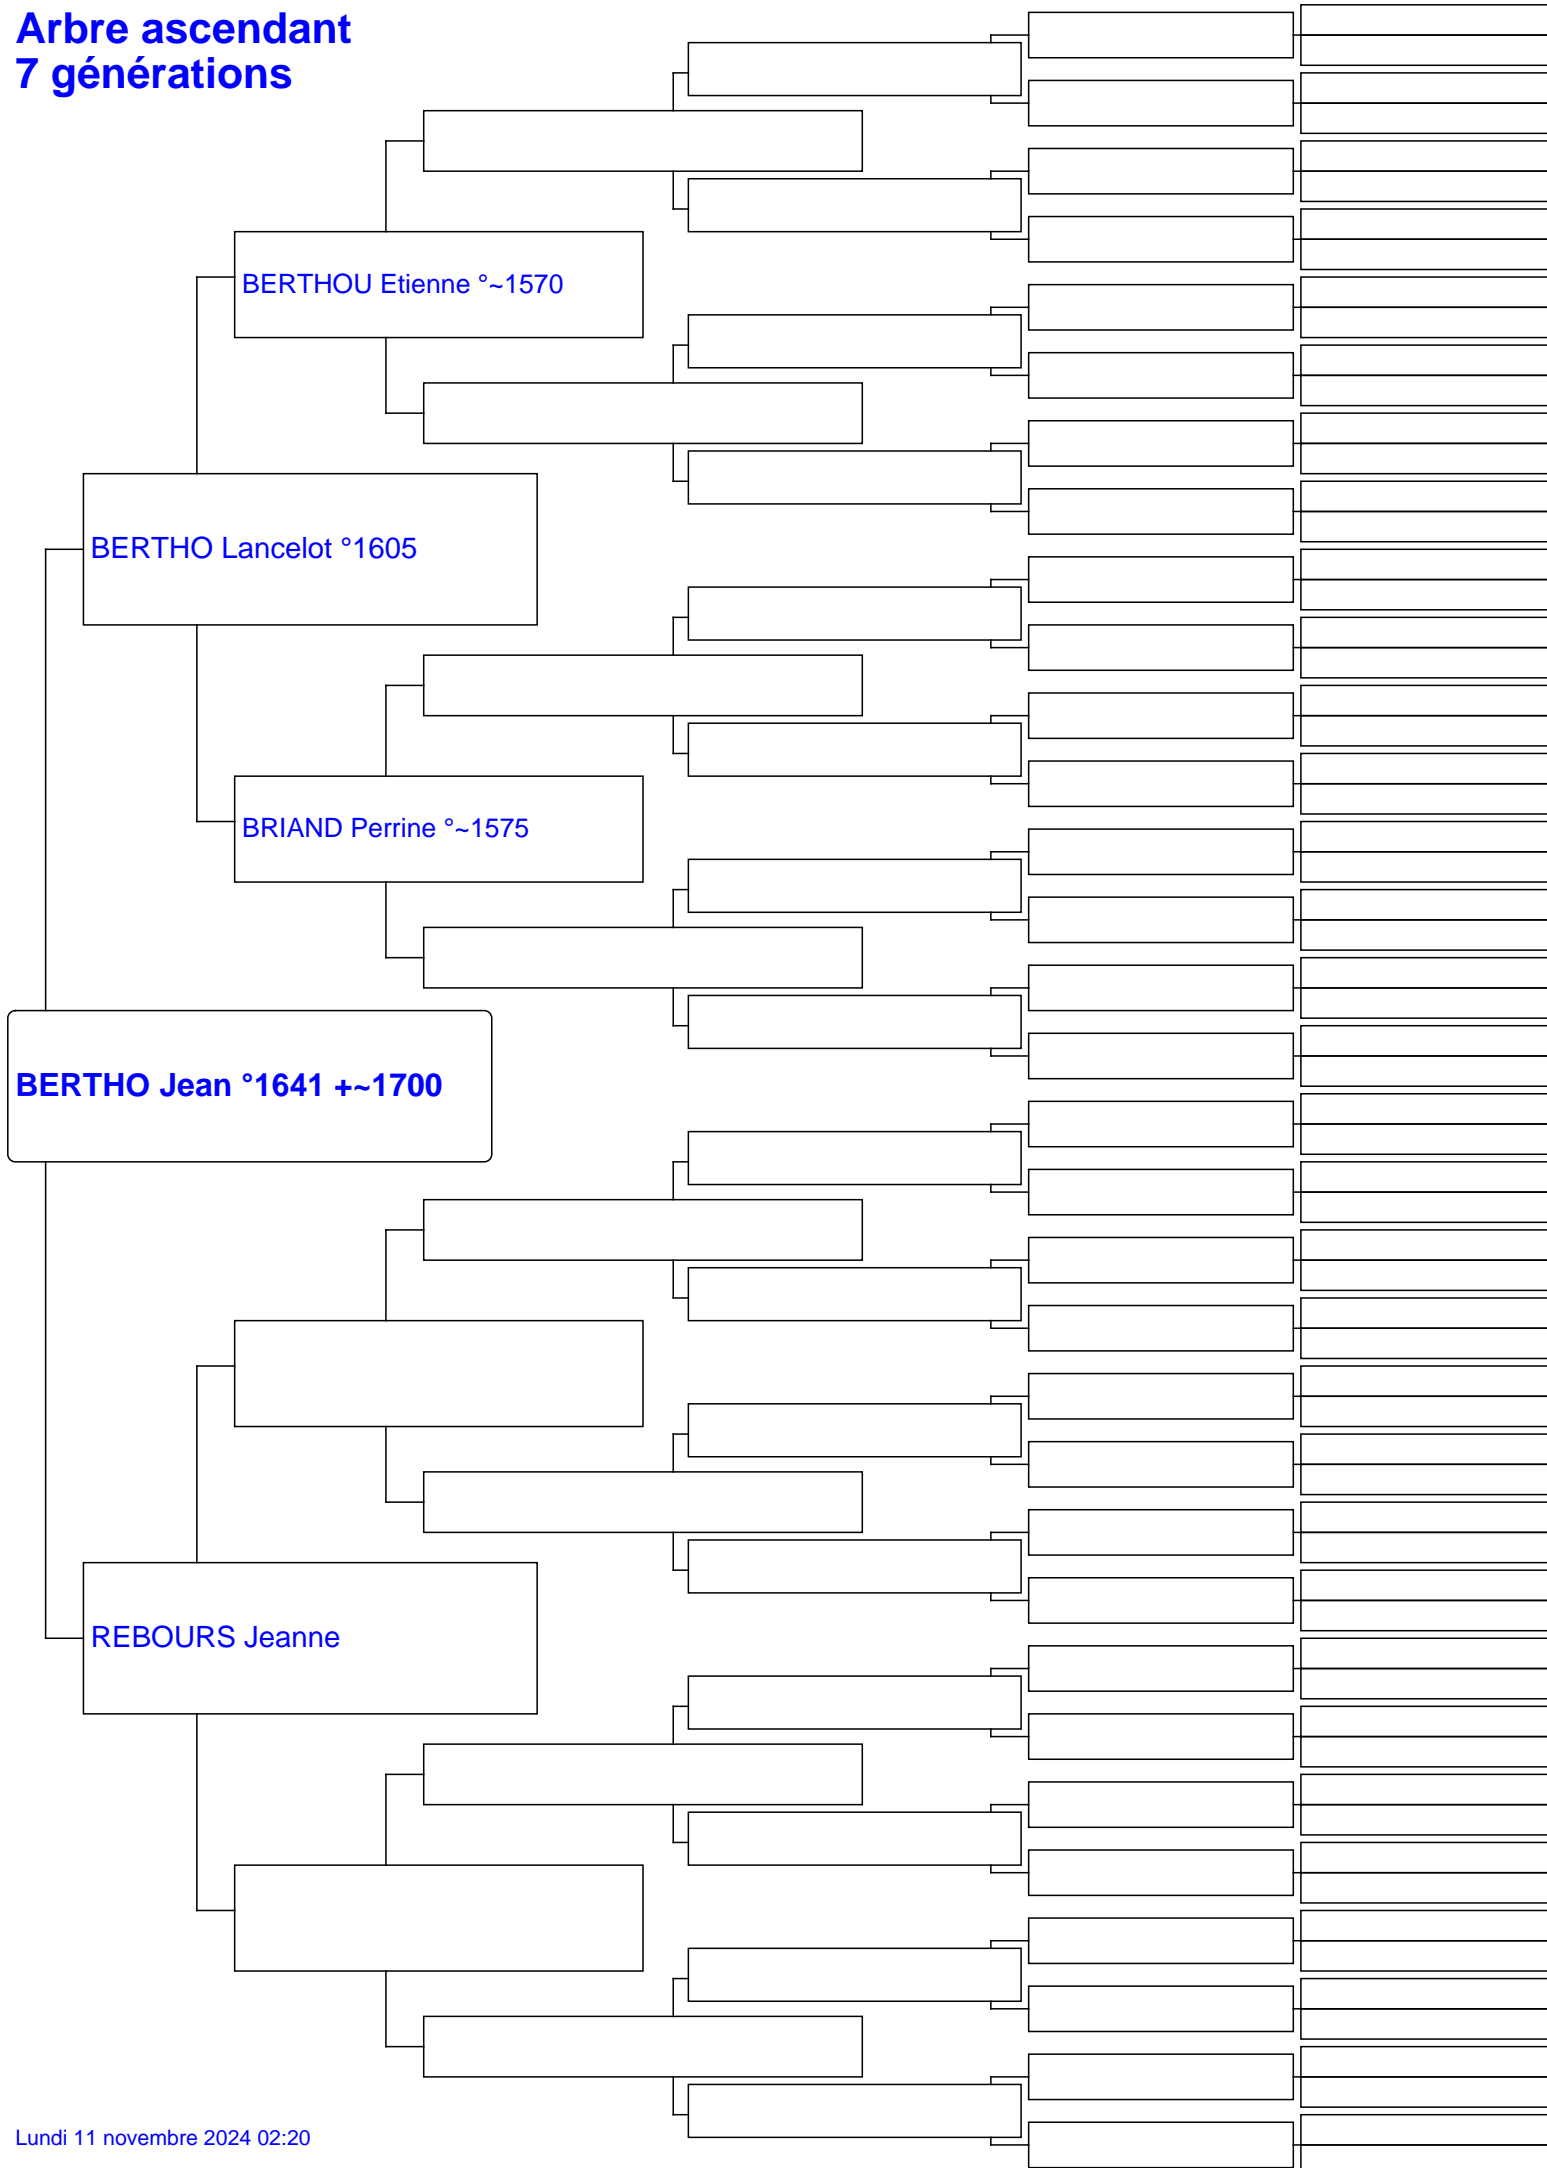 Arbre ascendant
7 générations
BERTHOU Etienne °~1570
BERTHO Lancelot °1605
BRIAND Perrine °~1575
BERTHO Jean °1641 +~1700
REBOURS Jeanne
Lundi 11 novembre 2024 02:20